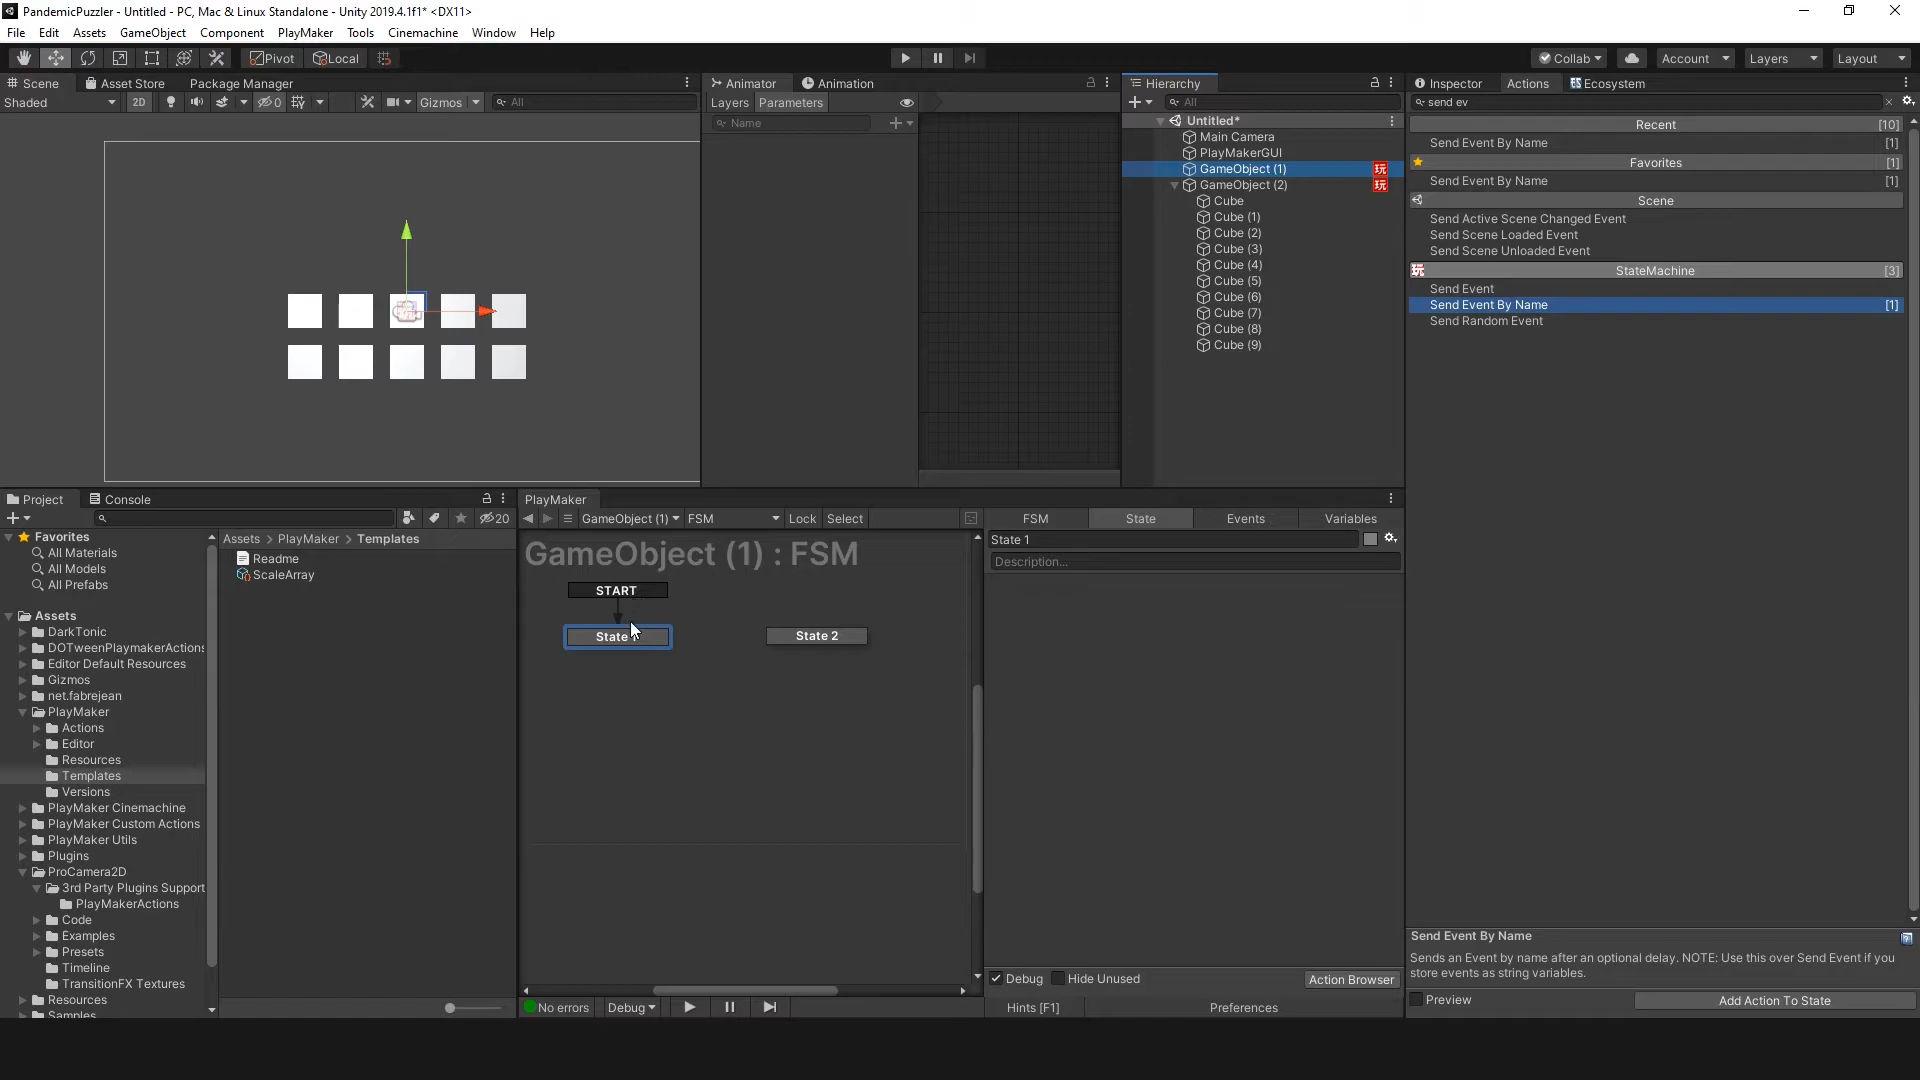 PandemicPuzzler - Untitled - PC, Mac & Linux Standalone - Unity 2019.4.1f1* <DX11>
File Edit Assets GameObject Component PlayMaker Tools Cinemachine Window Help
Pivot Local Collab Account Layers Layout
Scene Asset Store Package Manager
Shaded 2D 0 Gizmos All
Animator Animation
Layers Parameters
Name
Hierarchy
All
Untitled*
Main Camera
PlayMakerGUI
GameObject (1) 玩
GameObject (2) 玩
Cube
Cube (1)
Cube (2)
Cube (3)
Cube (4)
Cube (5)
Cube (6)
Cube (7)
Cube (8)
Cube (9)
Inspector Actions Ecosystem
send ev
Recent [10]
Send Event By Name [1]
Favorites [1]
Send Event By Name [1]
Scene
Send Active Scene Changed Event
Send Scene Loaded Event
Send Scene Unloaded Event
玩 StateMachine [3]
Send Event
Send Event By Name [1]
Send Random Event
Send Event By Name
Sends an Event by name after an optional delay. NOTE: Use this over Send Event if you
store events as string variables.
Preview Add Action To State
Project Console
20
Favorites
All Materials
All Models
All Prefabs
Assets
DarkTonic
DOTweenPlaymakerActions
Editor Default Resources
Gizmos
net.fabrejean
PlayMaker
Actions
Editor
Resources
Templates
Versions
PlayMaker Cinemachine
PlayMaker Custom Actions
PlayMaker Utils
Plugins
ProCamera2D
3rd Party Plugins Support
PlayMakerActions
Code
Examples
Presets
Timeline
TransitionFX Textures
Resources
Samples
Assets > PlayMaker > Templates
Readme
ScaleArray
PlayMaker
GameObject (1) FSM Lock Select
GameObject (1) : FSM
START
State
State 2
No errors Debug
FSM State Events Variables
State 1
Description...
Debug Hide Unused Action Browser
Hints [F1] Preferences